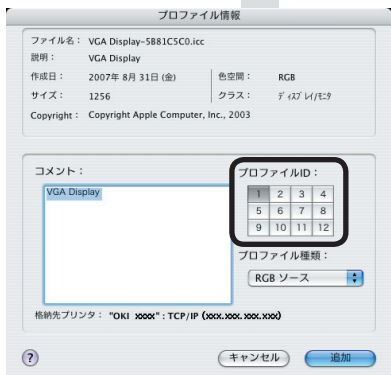 プロファイル情報
ファイル名： VGA Display-5B81C5C0.icc
説明： VGA Display
作成日： 2007年 8月 31日 (金) 色空間： RGB
サイズ： 1256 クラス： ディスプレイ/モニタ
Copyright： Copyright Apple Computer, Inc., 2003
コメント： プロファイルID：
VGA Display
1 2 3 4
5 6 7 8
9 10 11 12
プロファイル種類：
RGB ソース
格納先プリンタ： "OKI xxxx" : TCP/IP (xxx.xxx.xxx.xxx)
? キャンセル 追加